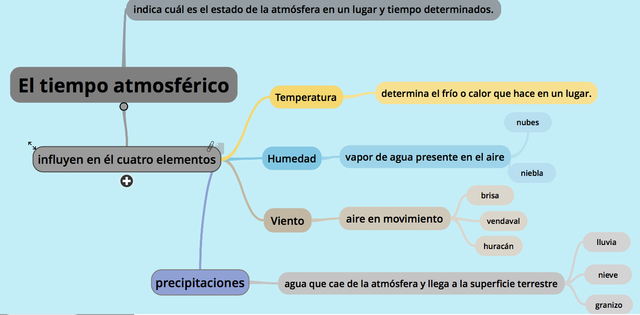 indica cuál es el estado de la atmósfera en un lugar y tiempo determinados.
El tiempo atmosférico
influyen en él cuatro elementos
Temperatura
determina el frío o calor que hace en un lugar.
Humedad
vapor de agua presente en el aire
nubes
niebla
Viento
aire en movimiento
brisa
vendaval
huracán
precipitaciones
agua que cae de la atmósfera y llega a la superficie terrestre
lluvia
nieve
granizo